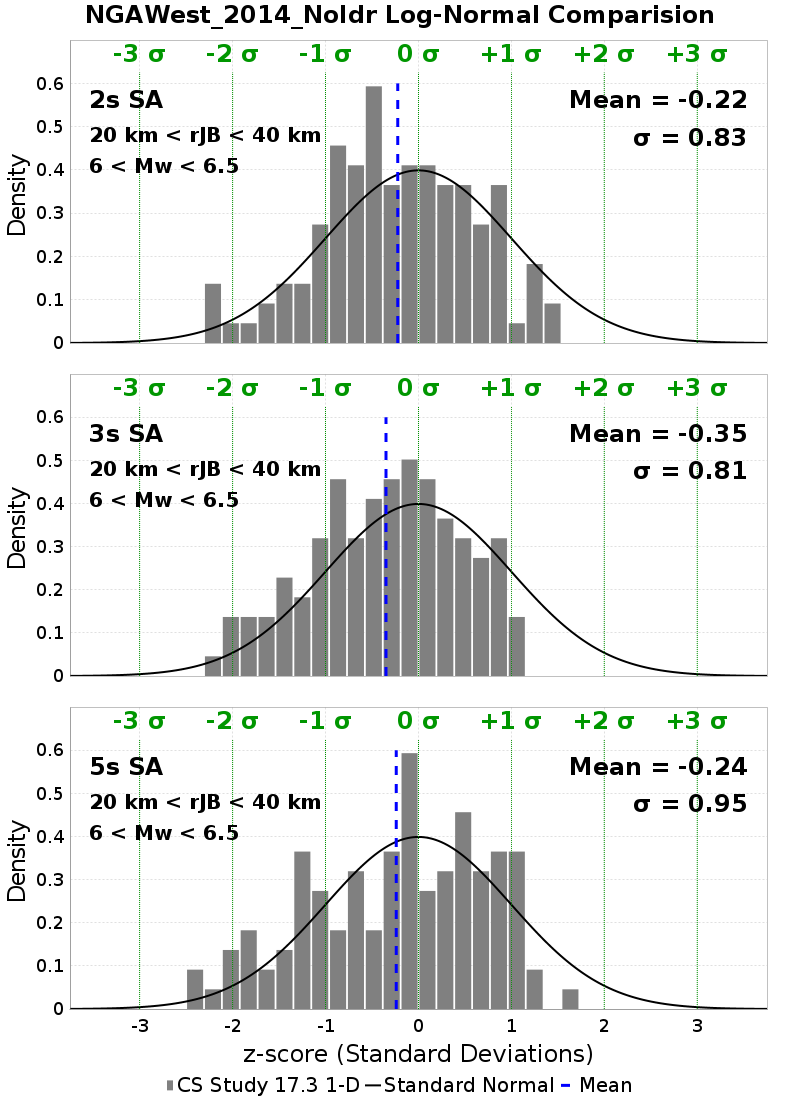 NGAWest_2014_NoIdr Log-Normal Comparision
-3 σ -2 σ -1 σ 0 σ +1 σ +2 σ +3 σ
2s SA
20 km < rJB < 40 km
6 < Mw < 6.5
Mean = -0.22
σ = 0.83
Density
0.6
0.5
0.4
0.3
0.2
0.1
0
-3 σ -2 σ -1 σ 0 σ +1 σ +2 σ +3 σ
3s SA
20 km < rJB < 40 km
6 < Mw < 6.5
Mean = -0.35
σ = 0.81
Density
0.6
0.5
0.4
0.3
0.2
0.1
0
-3 σ -2 σ -1 σ 0 σ +1 σ +2 σ +3 σ
5s SA
20 km < rJB < 40 km
6 < Mw < 6.5
Mean = -0.24
σ = 0.95
Density
0.6
0.5
0.4
0.3
0.2
0.1
0
-3 -2 -1 0 1 2 3
z-score (Standard Deviations)
CS Study 17.3 1-D Standard Normal Mean